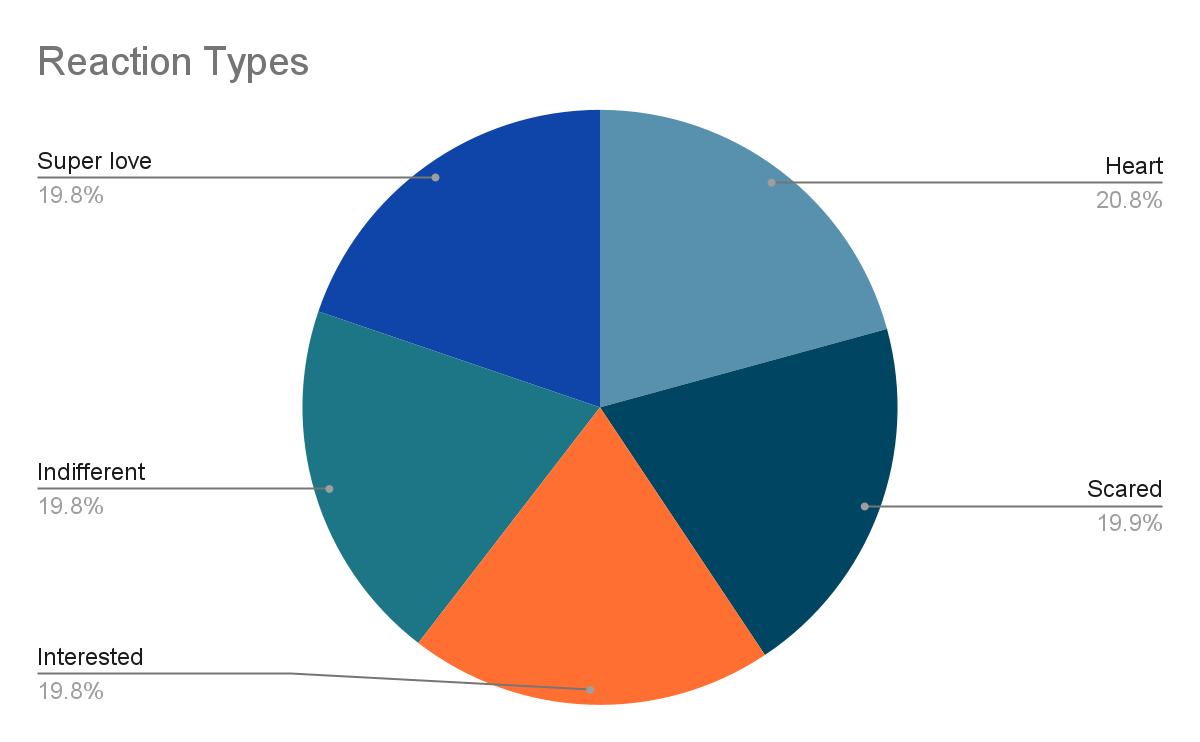 Reaction Types
Super love
19.8%
Heart
20.8%
Indifferent
19.8%
Scared
19.9%
Interested
19.8%